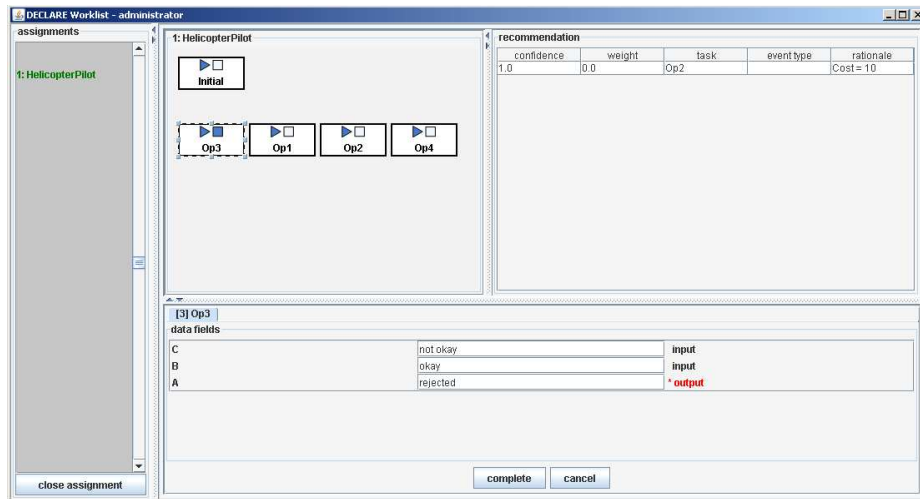 DECLARE Worklist - administrator
assignments
1: HelicopterPilot
close assignment
1: HelicopterPilot
Initial
Op3 Op1 Op2 Op4
recommendation
confidence weight task event type rationale
1.0 0.0 Op2 Cost = 10
[3] Op3
data fields
C not okay input
B okay input
A rejected * output
complete cancel